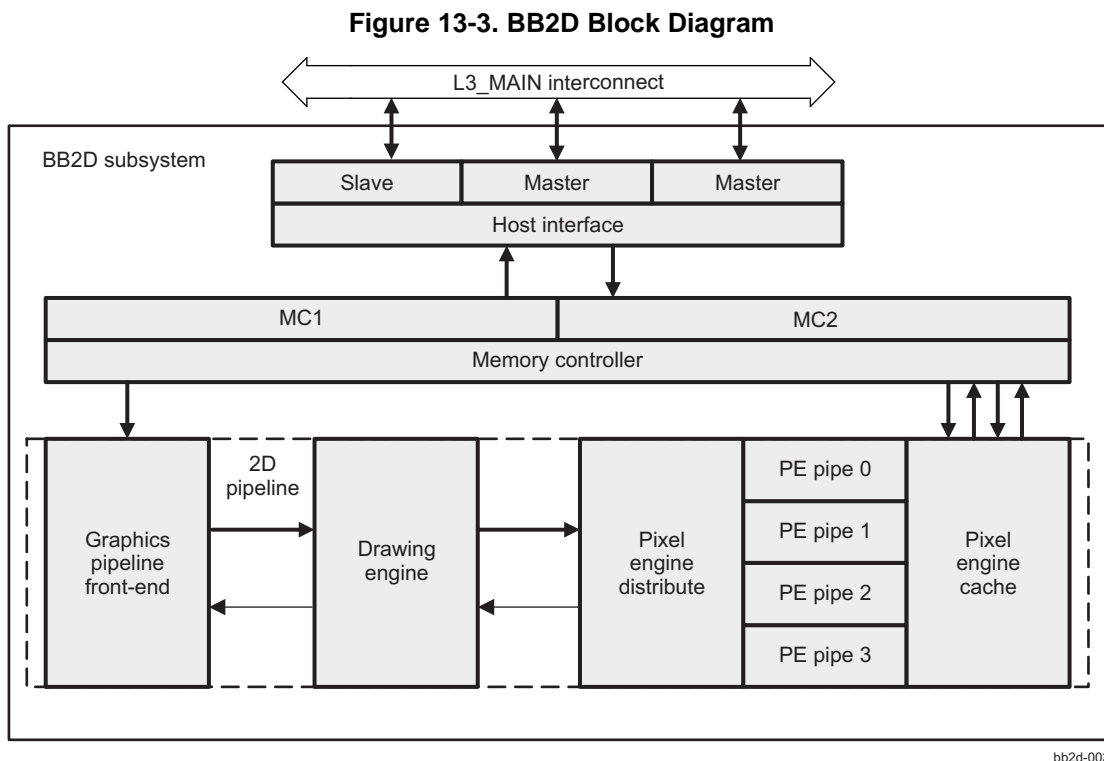 Figure 13-3. BB2D Block Diagram
L3_MAIN interconnect
BB2D subsystem
Slave
Master
Master
Host interface
MC1
MC2
Memory controller
2D
pipeline
Graphics
pipeline
front-end
Drawing
engine
Pixel
engine
distribute
PE pipe 0
PE pipe 1
PE pipe 2
PE pipe 3
Pixel
engine
cache